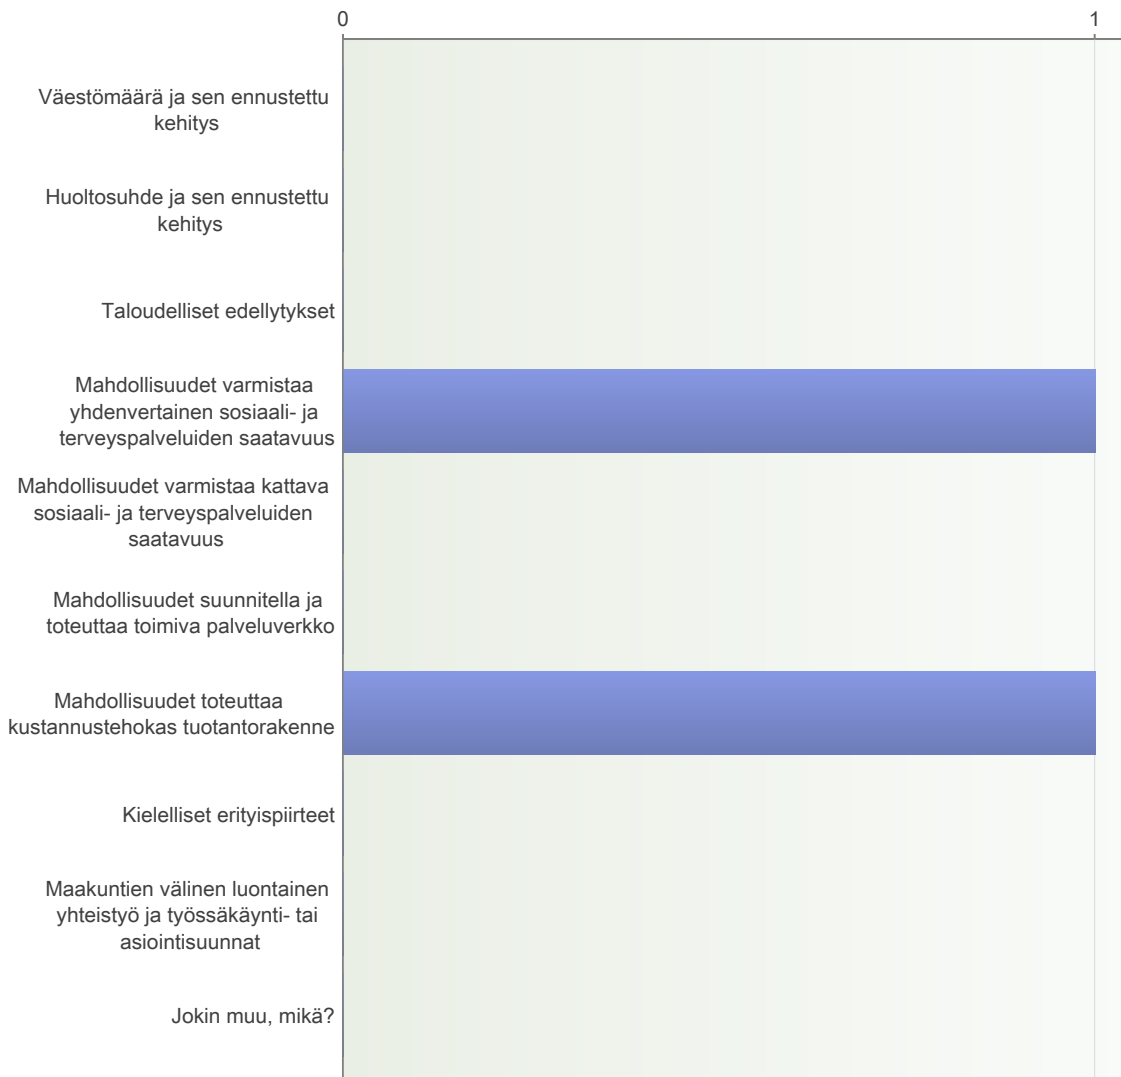 0 1
Väestömäärä ja sen ennustettu
kehitys
Huoltosuhde ja sen ennustettu
kehitys
Taloudelliset edellytykset
Mahdollisuudet varmistaa
yhdenvertainen sosiaali- ja
terveyspalveluiden saatavuus
Mahdollisuudet varmistaa kattava
sosiaali- ja terveyspalveluiden
saatavuus
Mahdollisuudet suunnitella ja
toteuttaa toimiva palveluverkko
Mahdollisuudet toteuttaa
kustannustehokas tuotantorakenne
Kielelliset erityispiirteet
Maakuntien välinen luontainen
yhteistyö ja työssäkäynti- tai
asiointisuunnat
Jokin muu, mikä?